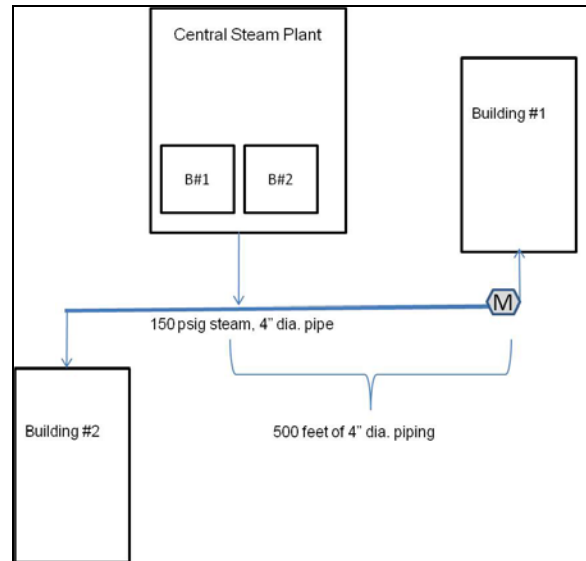 Central Steam Plant
Building #1
B#1
B#2
M
150 psig steam, 4" dia. pipe
Building #2
500 feet of 4" dia. piping